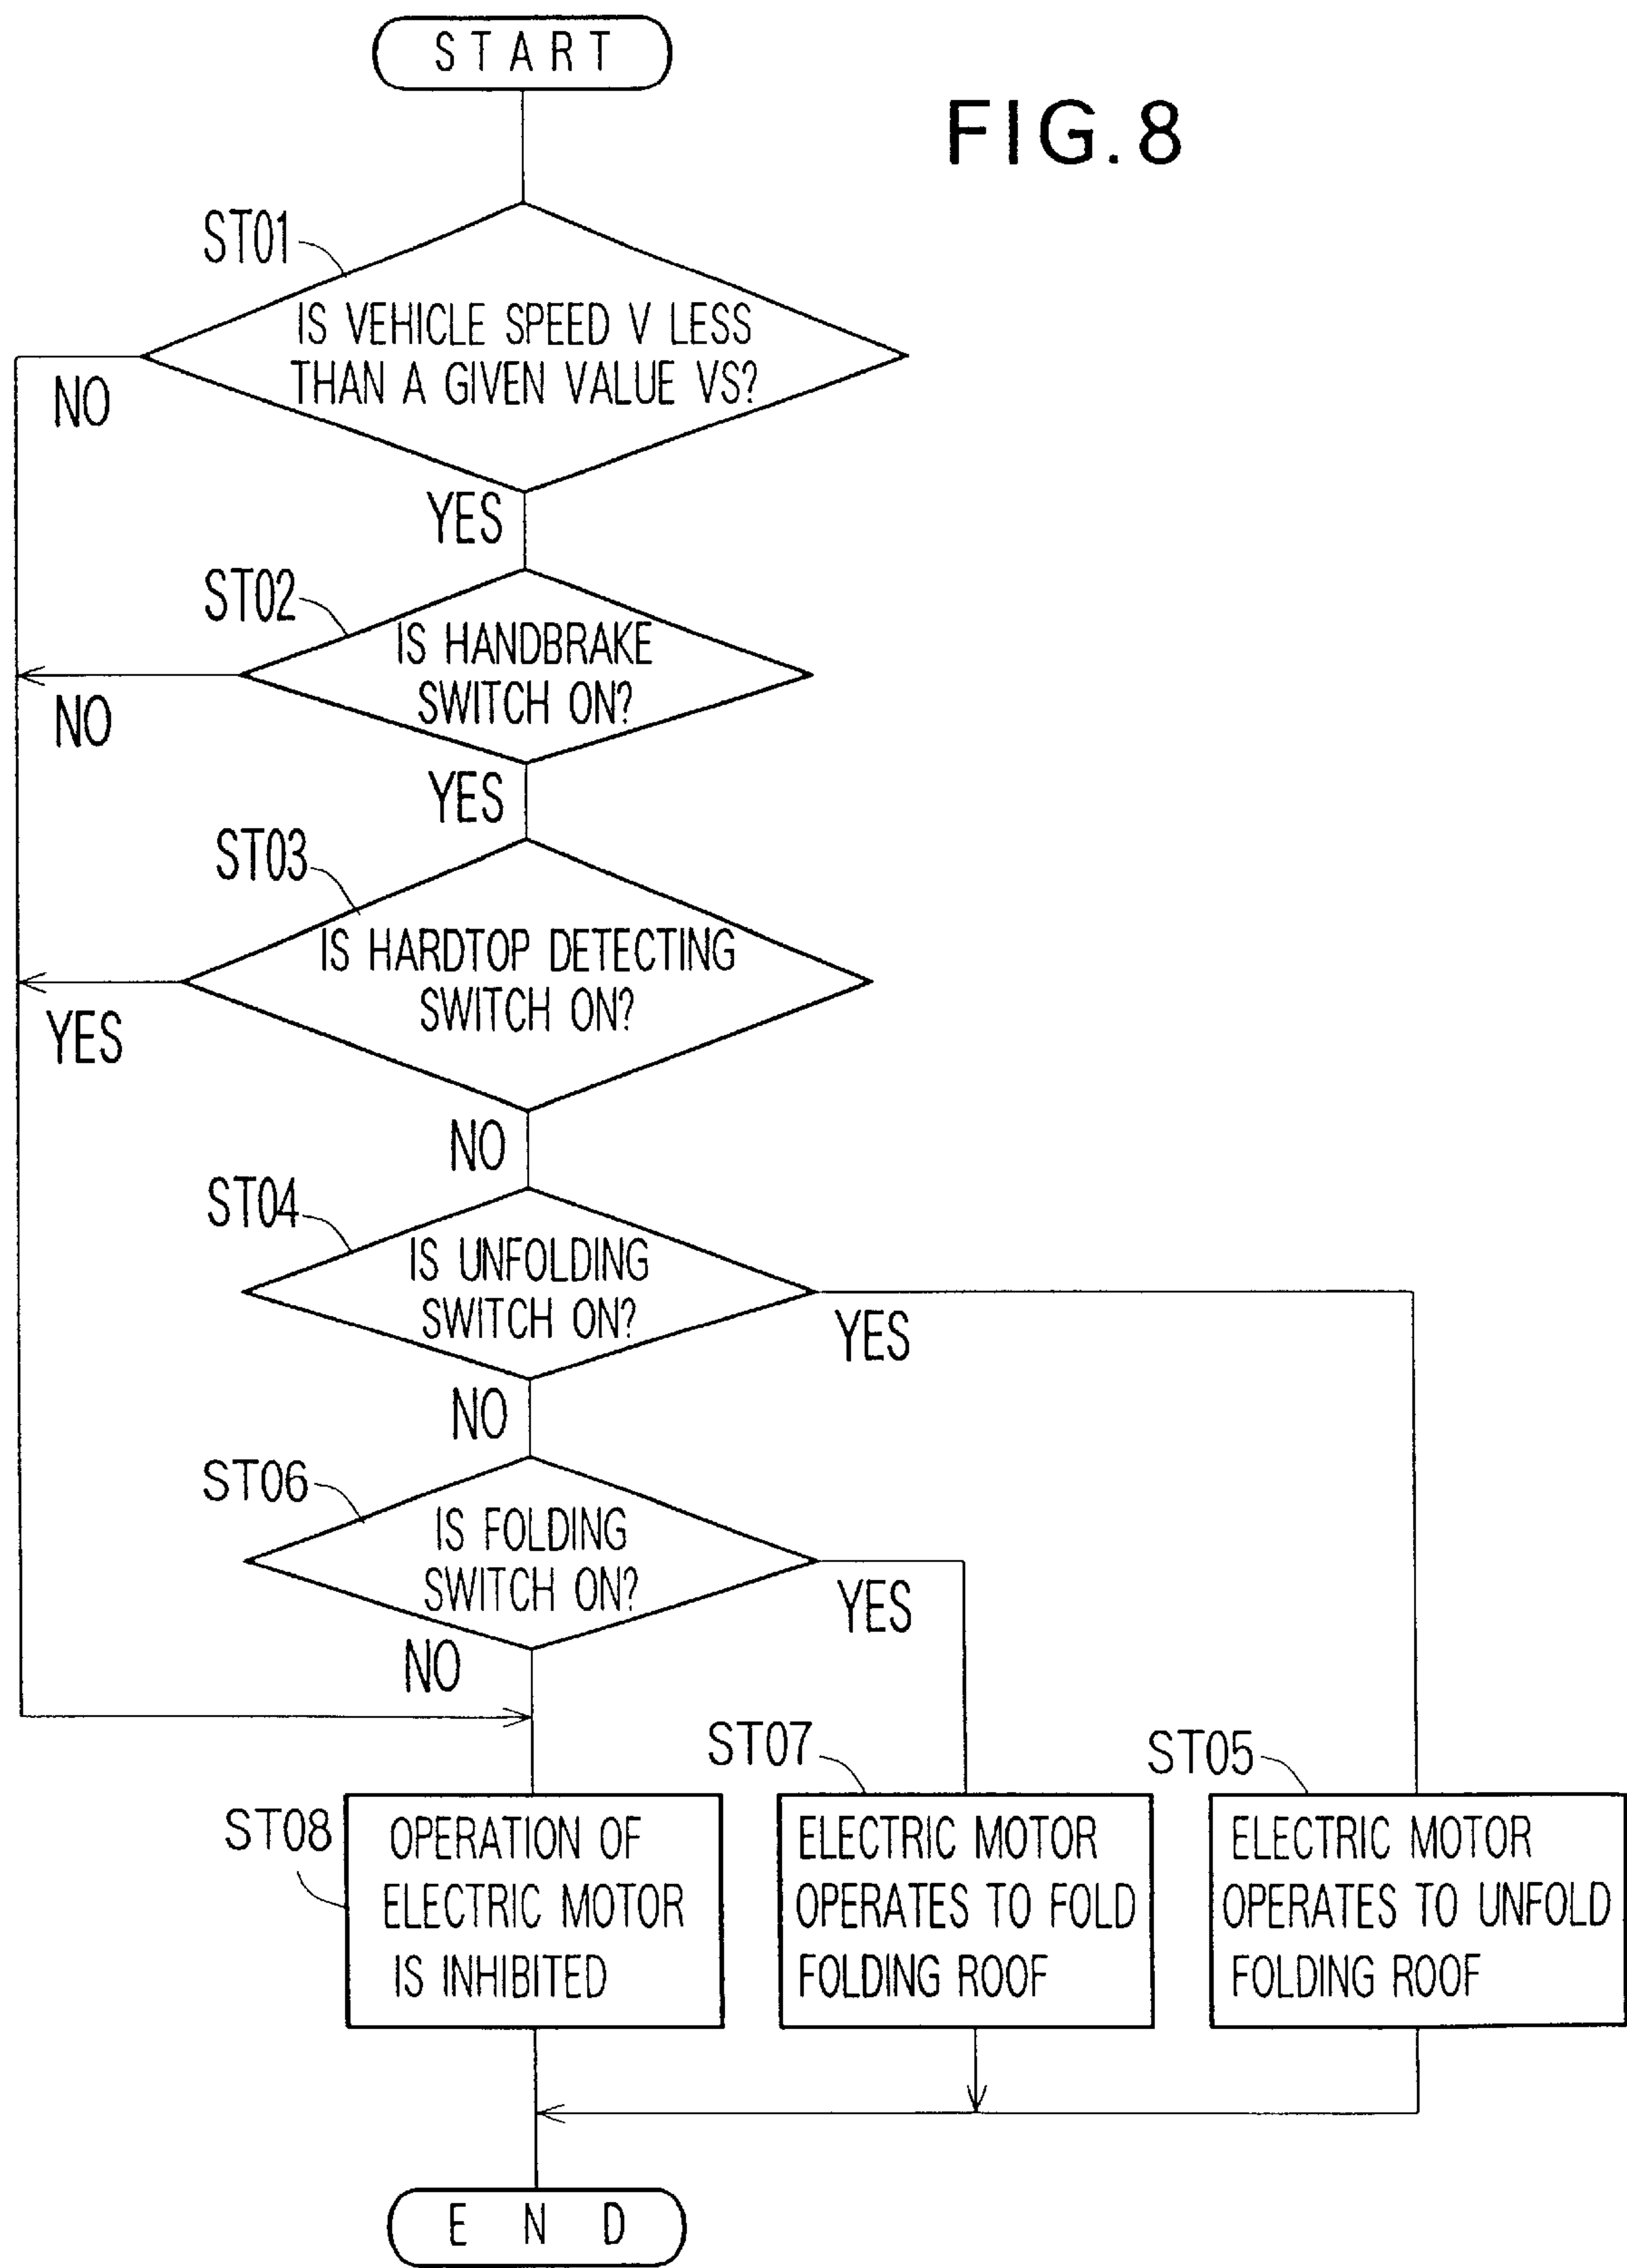 START
FIG.8
ST01
IS VEHICLE SPEED V LESS
THAN A GIVEN VALUE VS?
NO
YES
ST02
IS HANDBRAKE
SWITCH ON?
NO
YES
ST03
IS HARDTOP DETECTING
SWITCH ON?
YES
NO
ST04
IS UNFOLDING
SWITCH ON?
YES
NO
ST06
IS FOLDING
SWITCH ON?
YES
NO
ST08
OPERATION OF
ELECTRIC MOTOR
IS INHIBITED
ST07
ELECTRIC MOTOR
OPERATES TO FOLD
FOLDING ROOF
ST05
ELECTRIC MOTOR
OPERATES TO UNFOLD
FOLDING ROOF
END